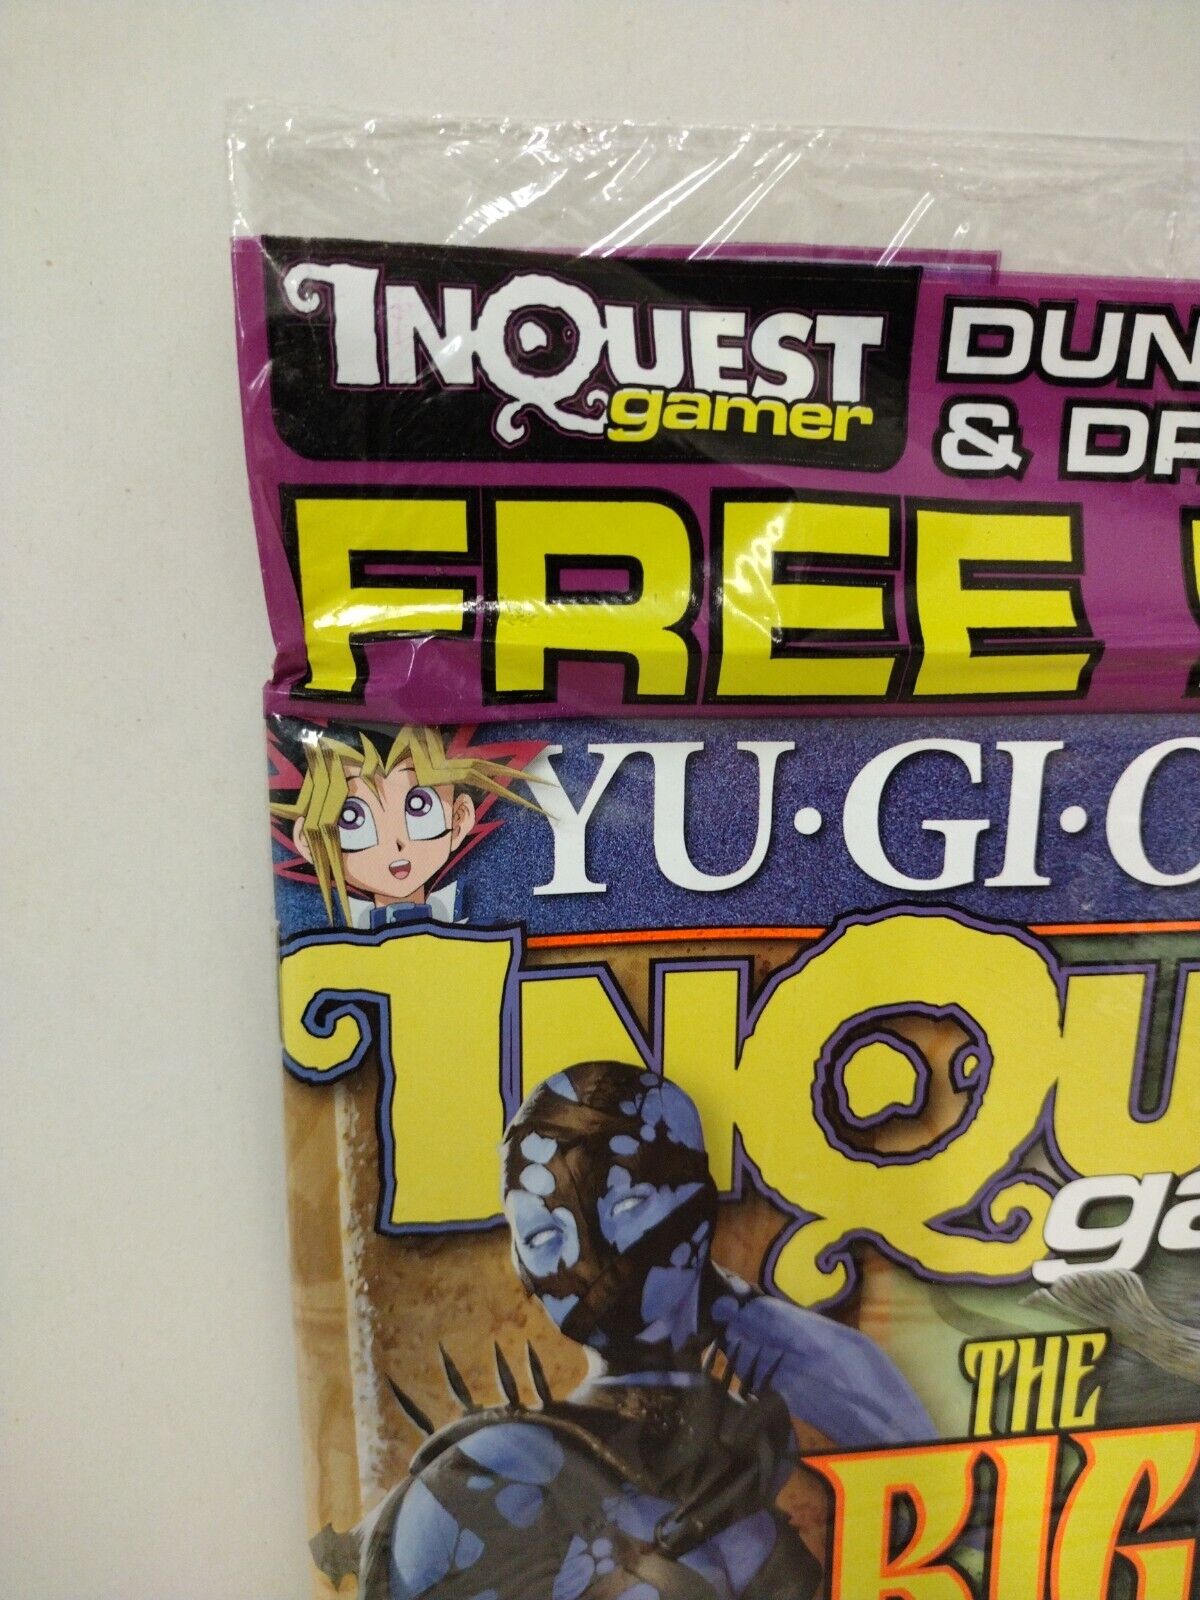 INQUEST
gamer
DUN
& DR
FREE
YU·GI·O
INQU
ga
THE
BIG